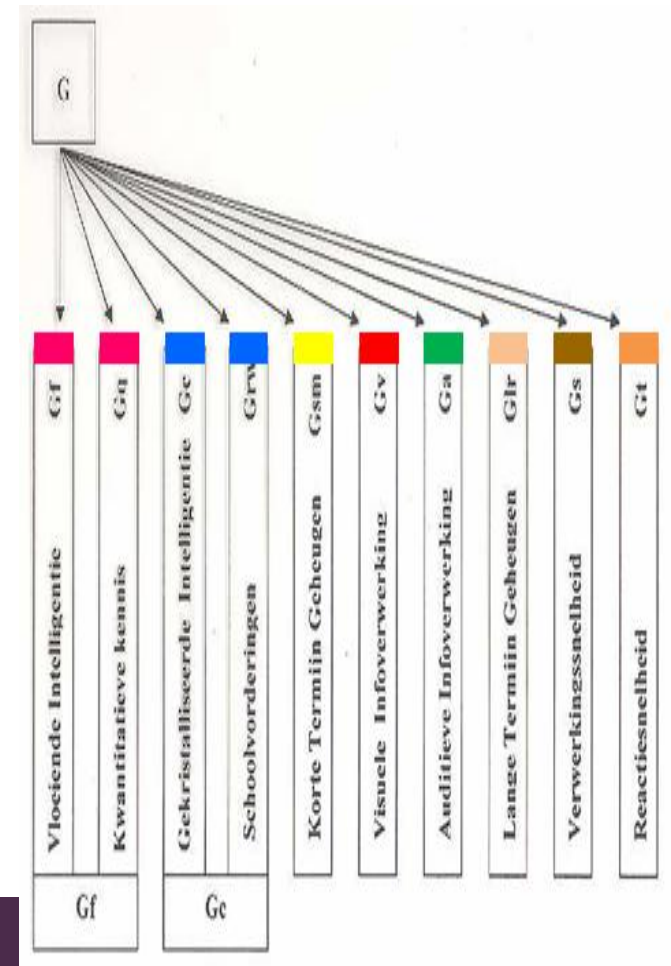 G
Vloeiende Intelligentie Gf
Kwantitatieve kennis Gq
Gekristalliseerde Intelligentie Gc
Schoolvorderingen Grw
Korte Termijn Geheugen Gsm
Visuele Infoverwerking Gv
Auditieve Infoverwerking Ga
Lange Termijn Geheugen Glr
Verwerkingssnelheid Gs
Reactiesnelheid Gt
Gf
Gc